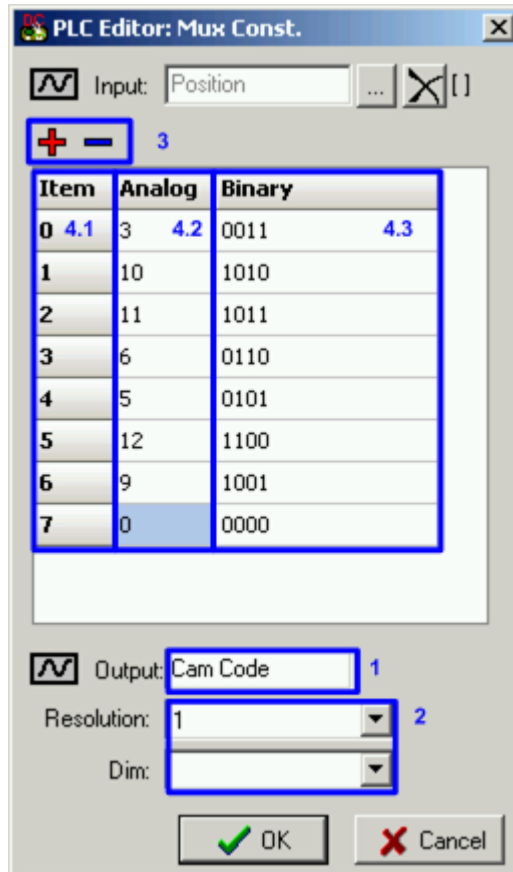 PLC Editor: Mux Const.
Input: Position ... [ ]
3
Item Analog Binary
0 4.1 3 4.2 0011 4.3
1 10 1010
2 11 1011
3 6 0110
4 5 0101
5 12 1100
6 9 1001
7 0 0000
Output: Cam Code 1
Resolution: 1 2
Dim:
OK Cancel